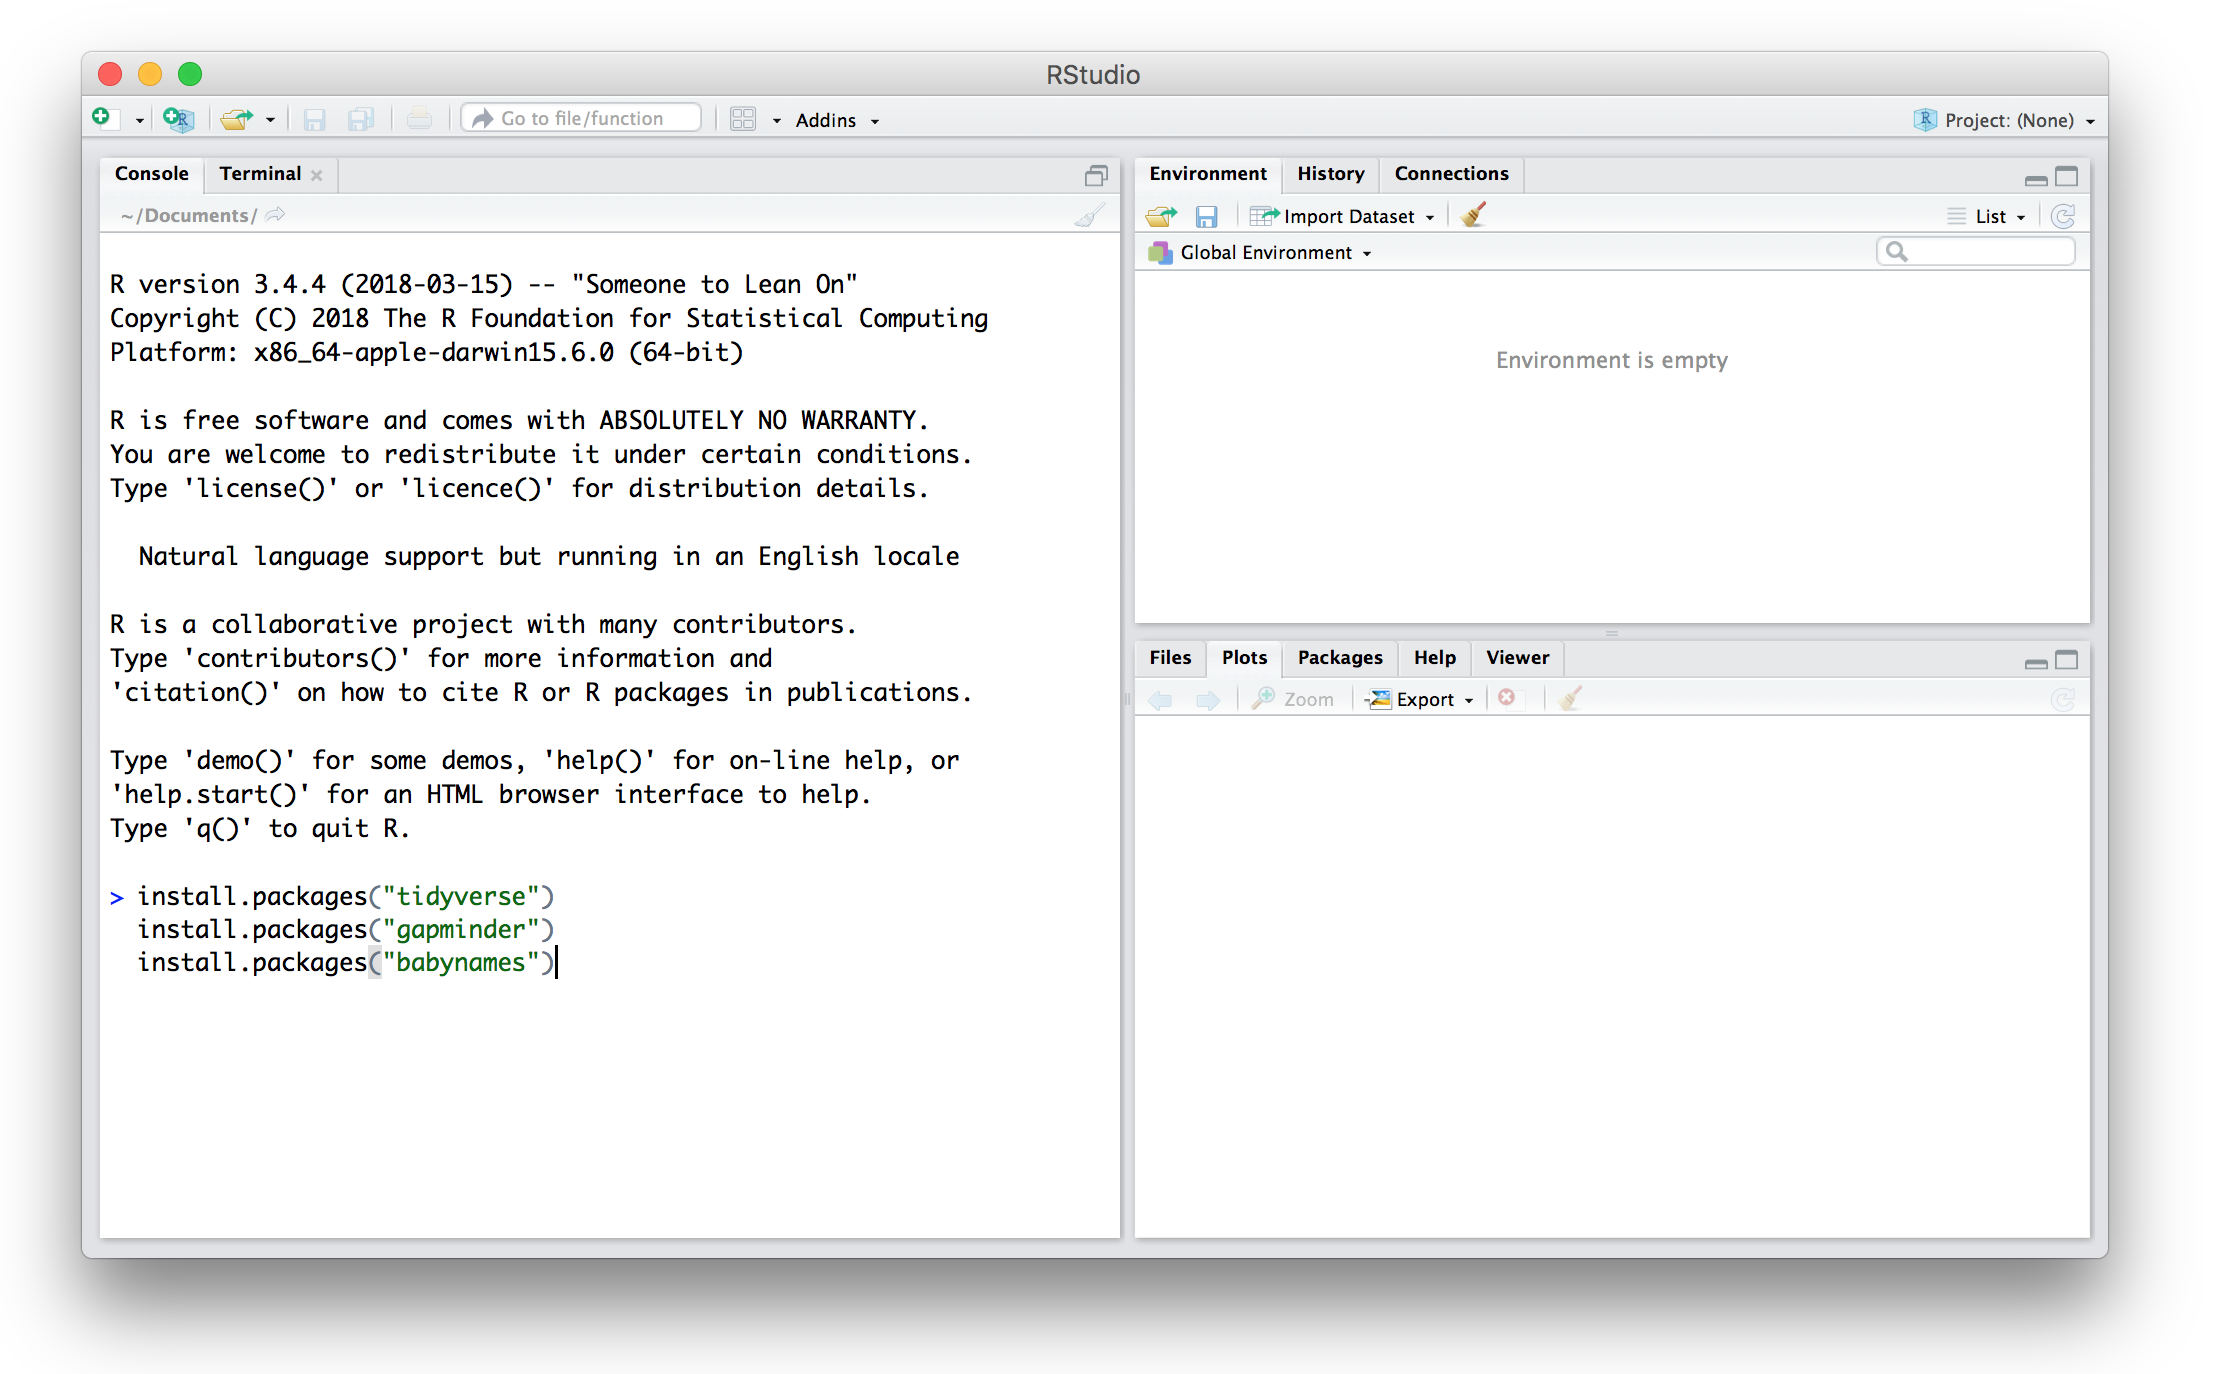 RStudio
Go to file/function
Addins
Project: (None)
Console Terminal
~/Documents/
R version 3.4.4 (2018-03-15) -- "Someone to Lean On"
Copyright (C) 2018 The R Foundation for Statistical Computing
Platform: x86_64-apple-darwin15.6.0 (64-bit)
R is free software and comes with ABSOLUTELY NO WARRANTY.
You are welcome to redistribute it under certain conditions.
Type 'license()' or 'licence()' for distribution details.
Natural language support but running in an English locale
R is a collaborative project with many contributors.
Type 'contributors()' for more information and
'citation()' on how to cite R or R packages in publications.
Type 'demo()' for some demos, 'help()' for on-line help, or
'help.start()' for an HTML browser interface to help.
Type 'q()' to quit R.
> install.packages("tidyverse")
install.packages("gapminder")
install.packages("babynames")
Environment History Connections
Import Dataset
List
Global Environment
Environment is empty
Files Plots Packages Help Viewer
Zoom Export